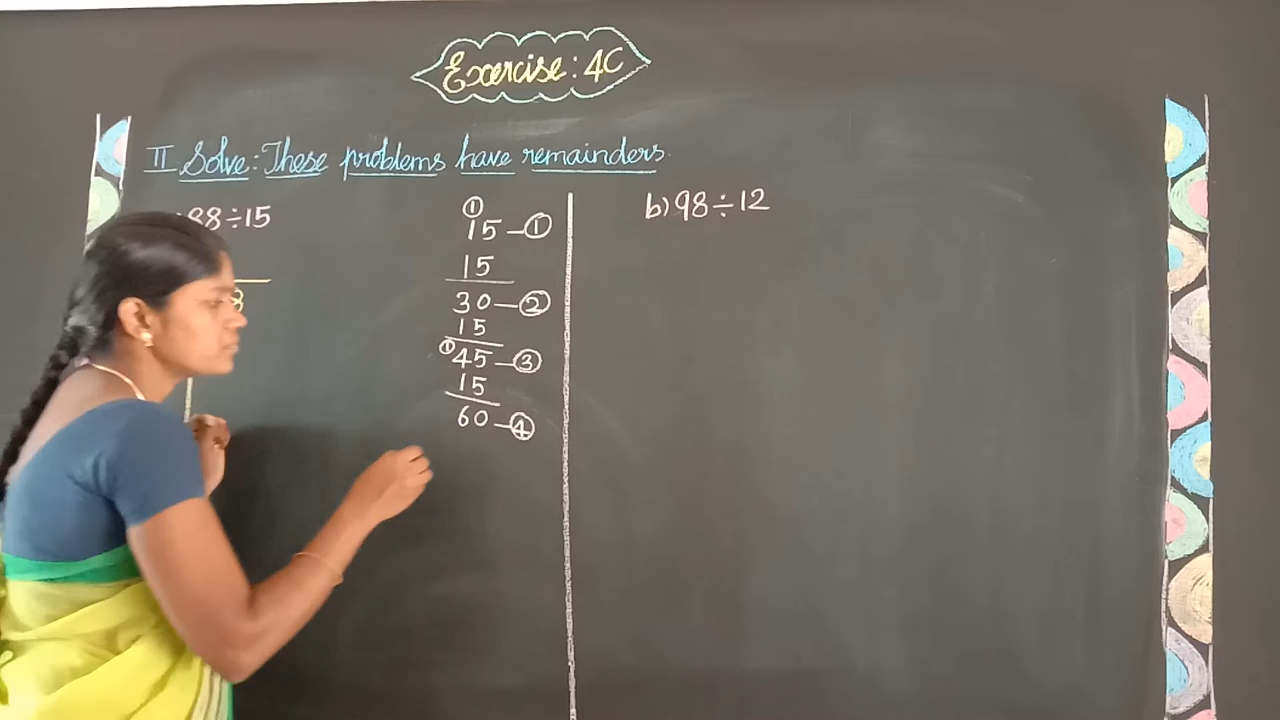 Exercise: 4C
II Solve: These problems have remainders.
88÷15
①
15 – ①
15
30 – ②
15
① 45 – ③
15
60 – ④
b) 98÷12